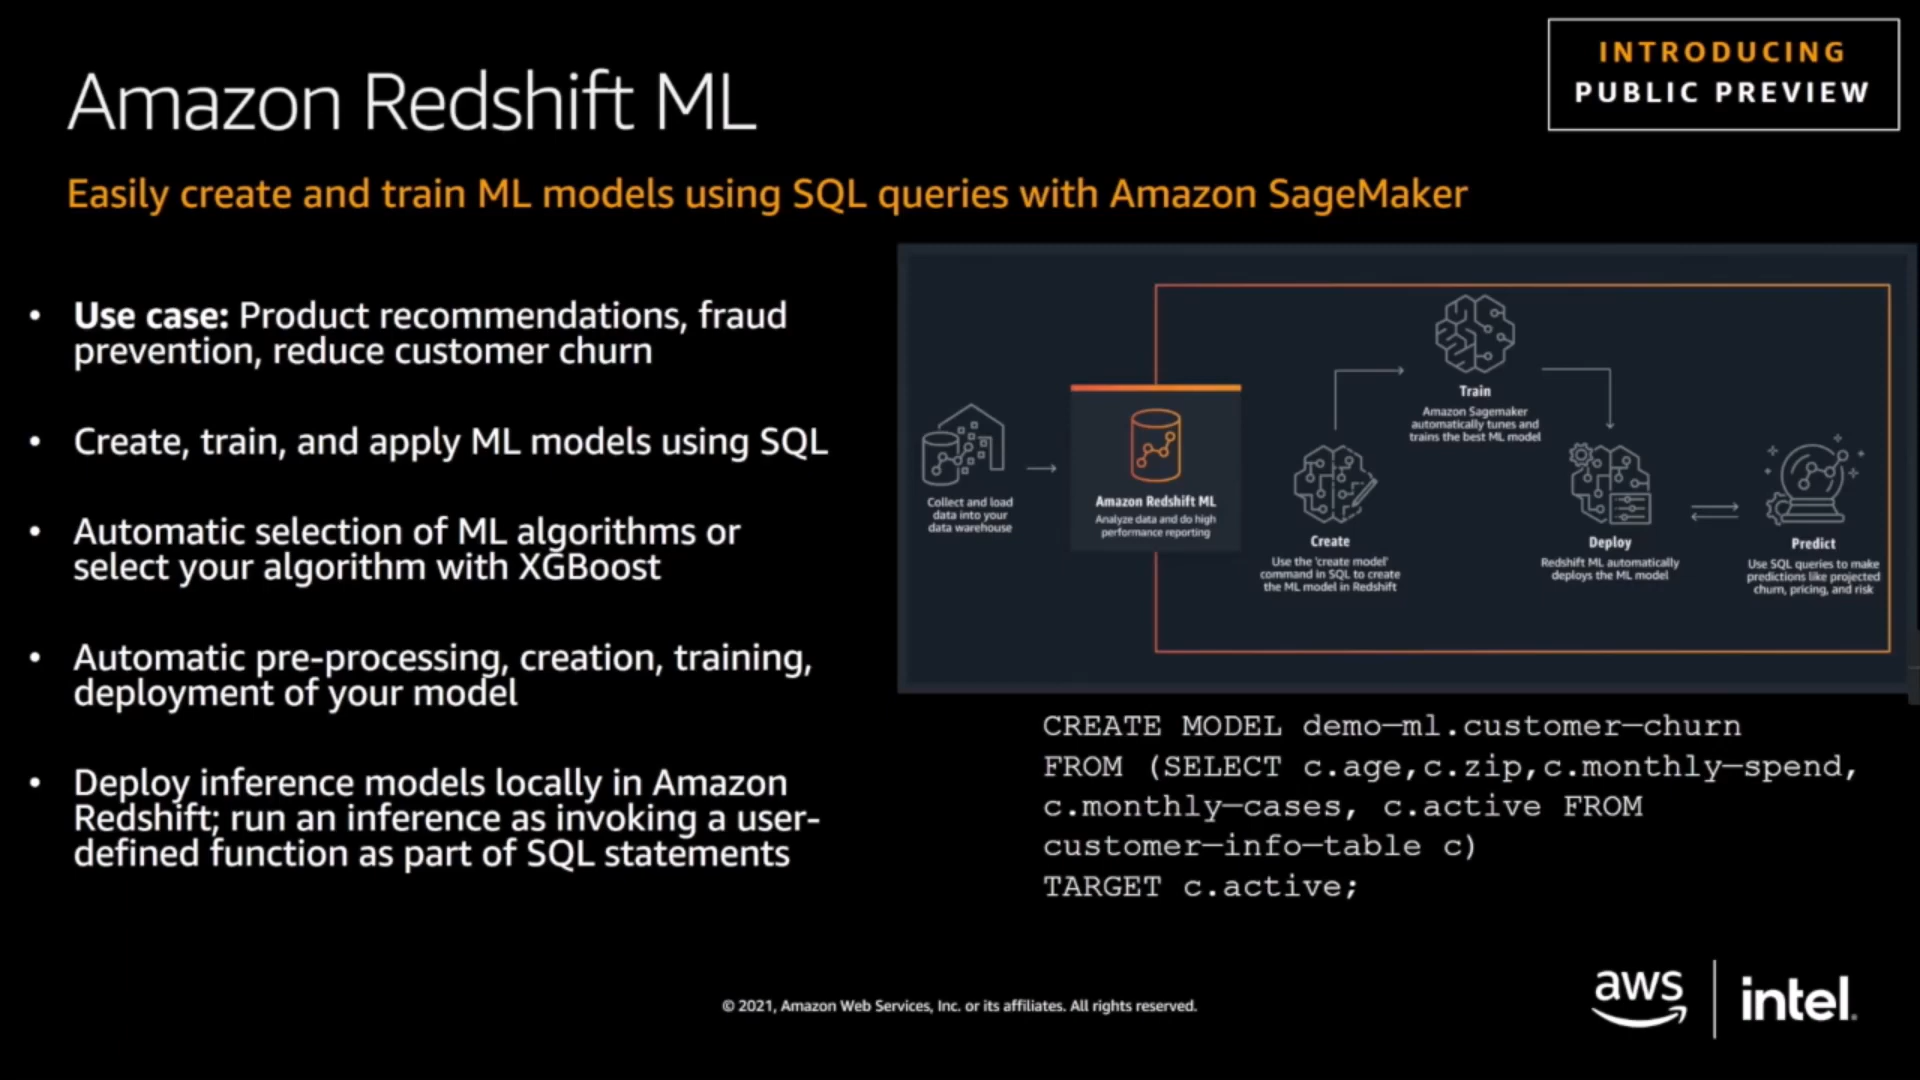 INTRODUCING
PUBLIC PREVIEW
Amazon Redshift ML
Easily create and train ML models using SQL queries with Amazon SageMaker
• Use case: Product recommendations, fraud
prevention, reduce customer churn
• Create, train, and apply ML models using SQL
• Automatic selection of ML algorithms or
select your algorithm with XGBoost
• Automatic pre-processing, creation, training,
deployment of your model
• Deploy inference models locally in Amazon
Redshift; run an inference as invoking a user-
defined function as part of SQL statements
Collect and load
data into your
data warehouse
Amazon Redshift ML
Analyze data and do high
performance reporting
Create
Use the 'create model'
command in SQL to create
the ML model in Redshift
Train
Amazon Sagemaker
automatically tunes and
trains the best ML model
Deploy
Redshift ML automatically
deploys the ML model
Predict
Use SQL queries to make
predictions like projected
churn, pricing, and risk
CREATE MODEL demo—ml.customer—churn
FROM (SELECT c.age,c.zip,c.monthly—spend,
c.monthly—cases, c.active FROM
customer—info—table c)
TARGET c.active;
© 2021, Amazon Web Services, Inc. or its affiliates. All rights reserved.
aws
intel.